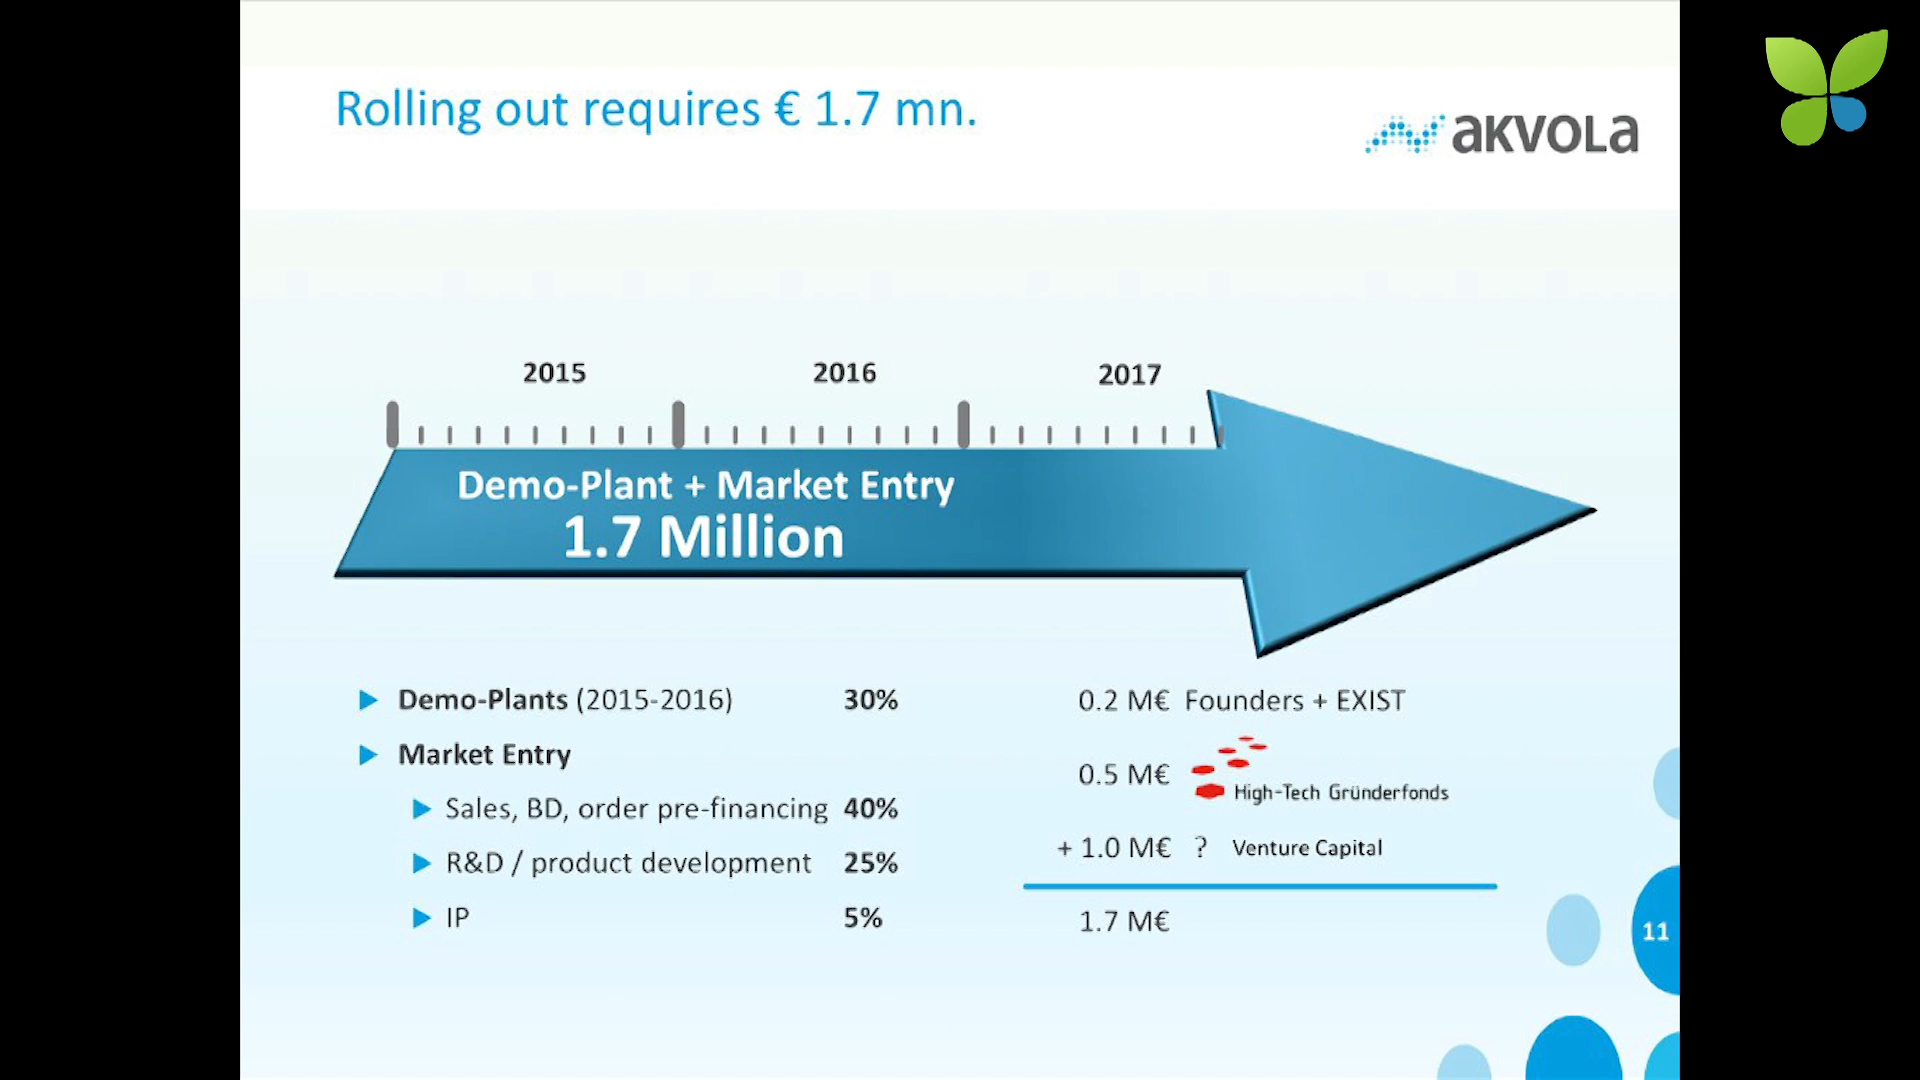 Rolling out requires € 1.7 mn.
akvola
2015 2016 2017
Demo-Plant + Market Entry
1.7 Million
Demo-Plants (2015-2016) 30%
Market Entry
Sales, BD, order pre-financing 40%
R&D / product development 25%
IP 5%
0.2 M€ Founders + EXIST
0.5 M€ High-Tech Gründerfonds
+ 1.0 M€ ? Venture Capital
1.7 M€
11